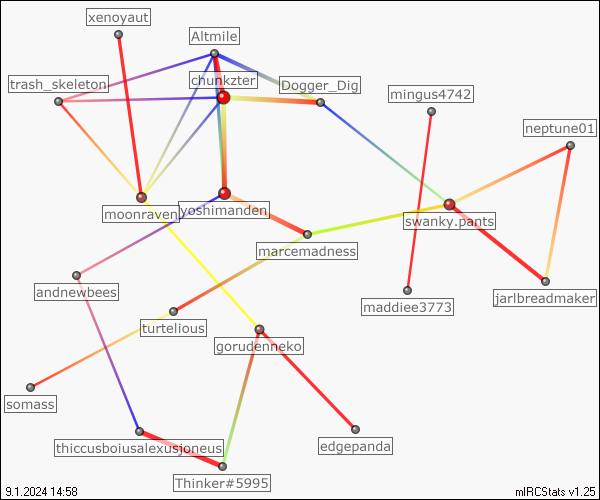 xenoyaut
Altmile
trash_skeleton
chunkzter
Dogger_Dig
mingus4742
neptune01
moonraven
yoshimanden
swanky.pants
marcemadness
andnewbees
maddiee3773
jarlbreadmaker
turtelious
gorudenneko
somass
thiccusboiusalexusjoneus
edgepanda
Thinker#5995
9.1.2024 14:58
mIRCStats v1.25